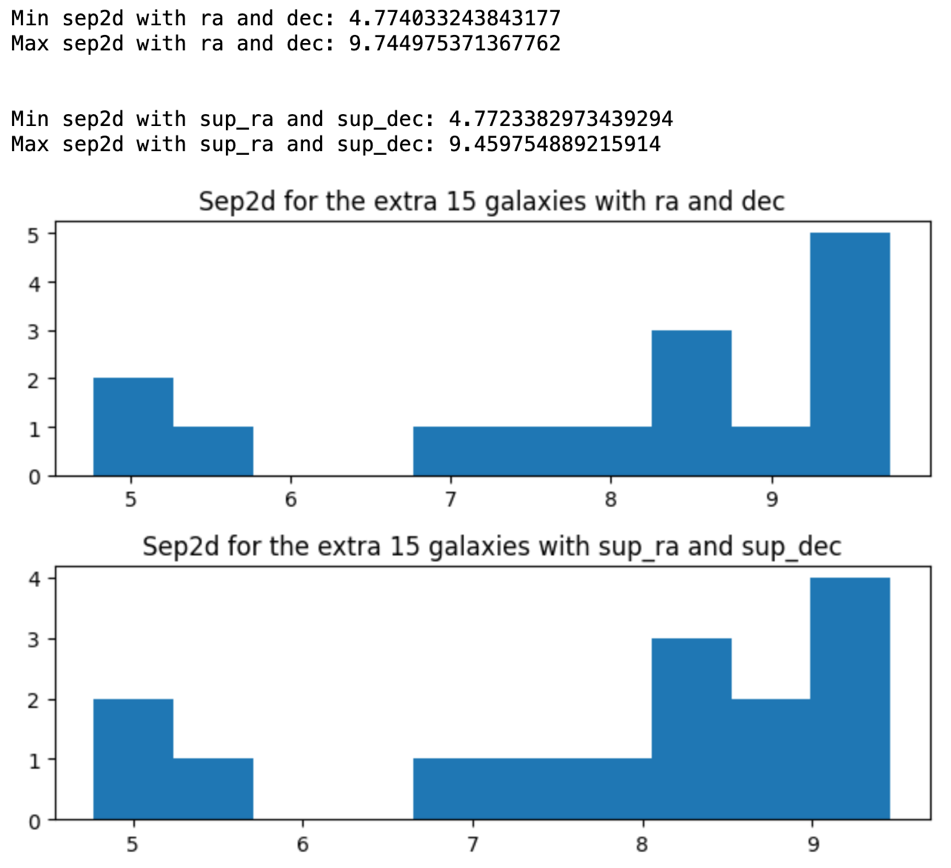 Min sep2d with ra and dec: 4.774033243843177
Max sep2d with ra and dec: 9.744975371367762
Min sep2d with sup_ra and sup_dec: 4.7723382973439294
Max sep2d with sup_ra and sup_dec: 9.459754889215914
Sep2d for the extra 15 galaxies with ra and dec
5
4
3
2
1
0
5 6 7 8 9
Sep2d for the extra 15 galaxies with sup_ra and sup_dec
4
3
2
1
0
5 6 7 8 9